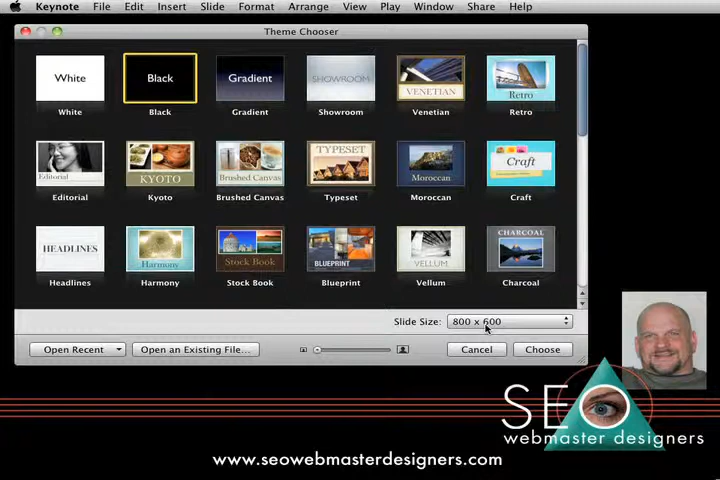 Keynote File Edit Insert Slide Format Arrange View Play Window Share Help
Theme Chooser
White Black Gradient SHOWROOM VENETIAN Retro
White Black Gradient Showroom Venetian Retro
Editorial KYOTO Brushed Canvas TYPESET Moroccan Craft
Editorial Kyoto Brushed Canvas Typeset Moroccan Craft
HEADLINES Harmony Stock Book BLUEPRINT VELLUM CHARCOAL
Headlines Harmony Stock Book Blueprint Vellum Charcoal
Slide Size: 800 x 600
Open Recent Open an Existing File... Cancel Choose
SEO
webmaster designers
www.seowebmasterdesigners.com